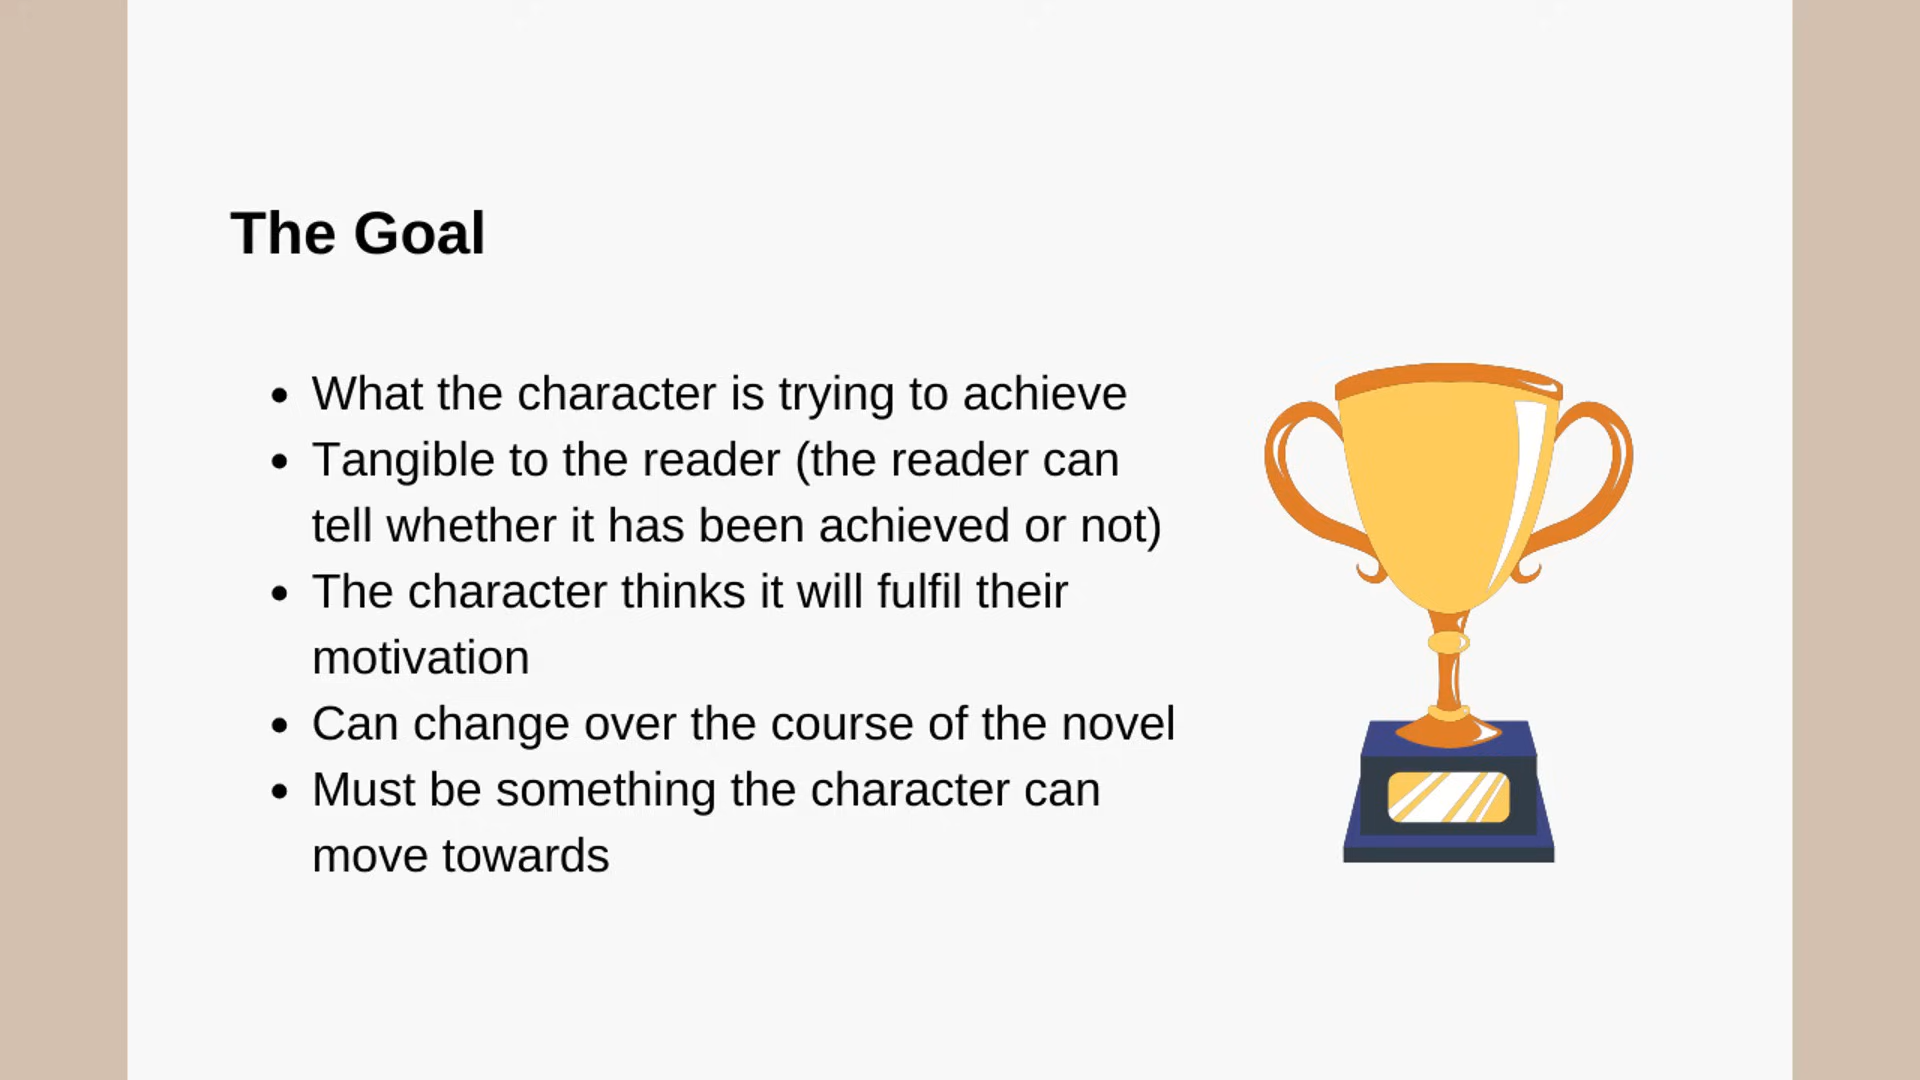 The Goal
• What the character is trying to achieve
• Tangible to the reader (the reader can
tell whether it has been achieved or not)
• The character thinks it will fulfil their
motivation
• Can change over the course of the novel
• Must be something the character can
move towards